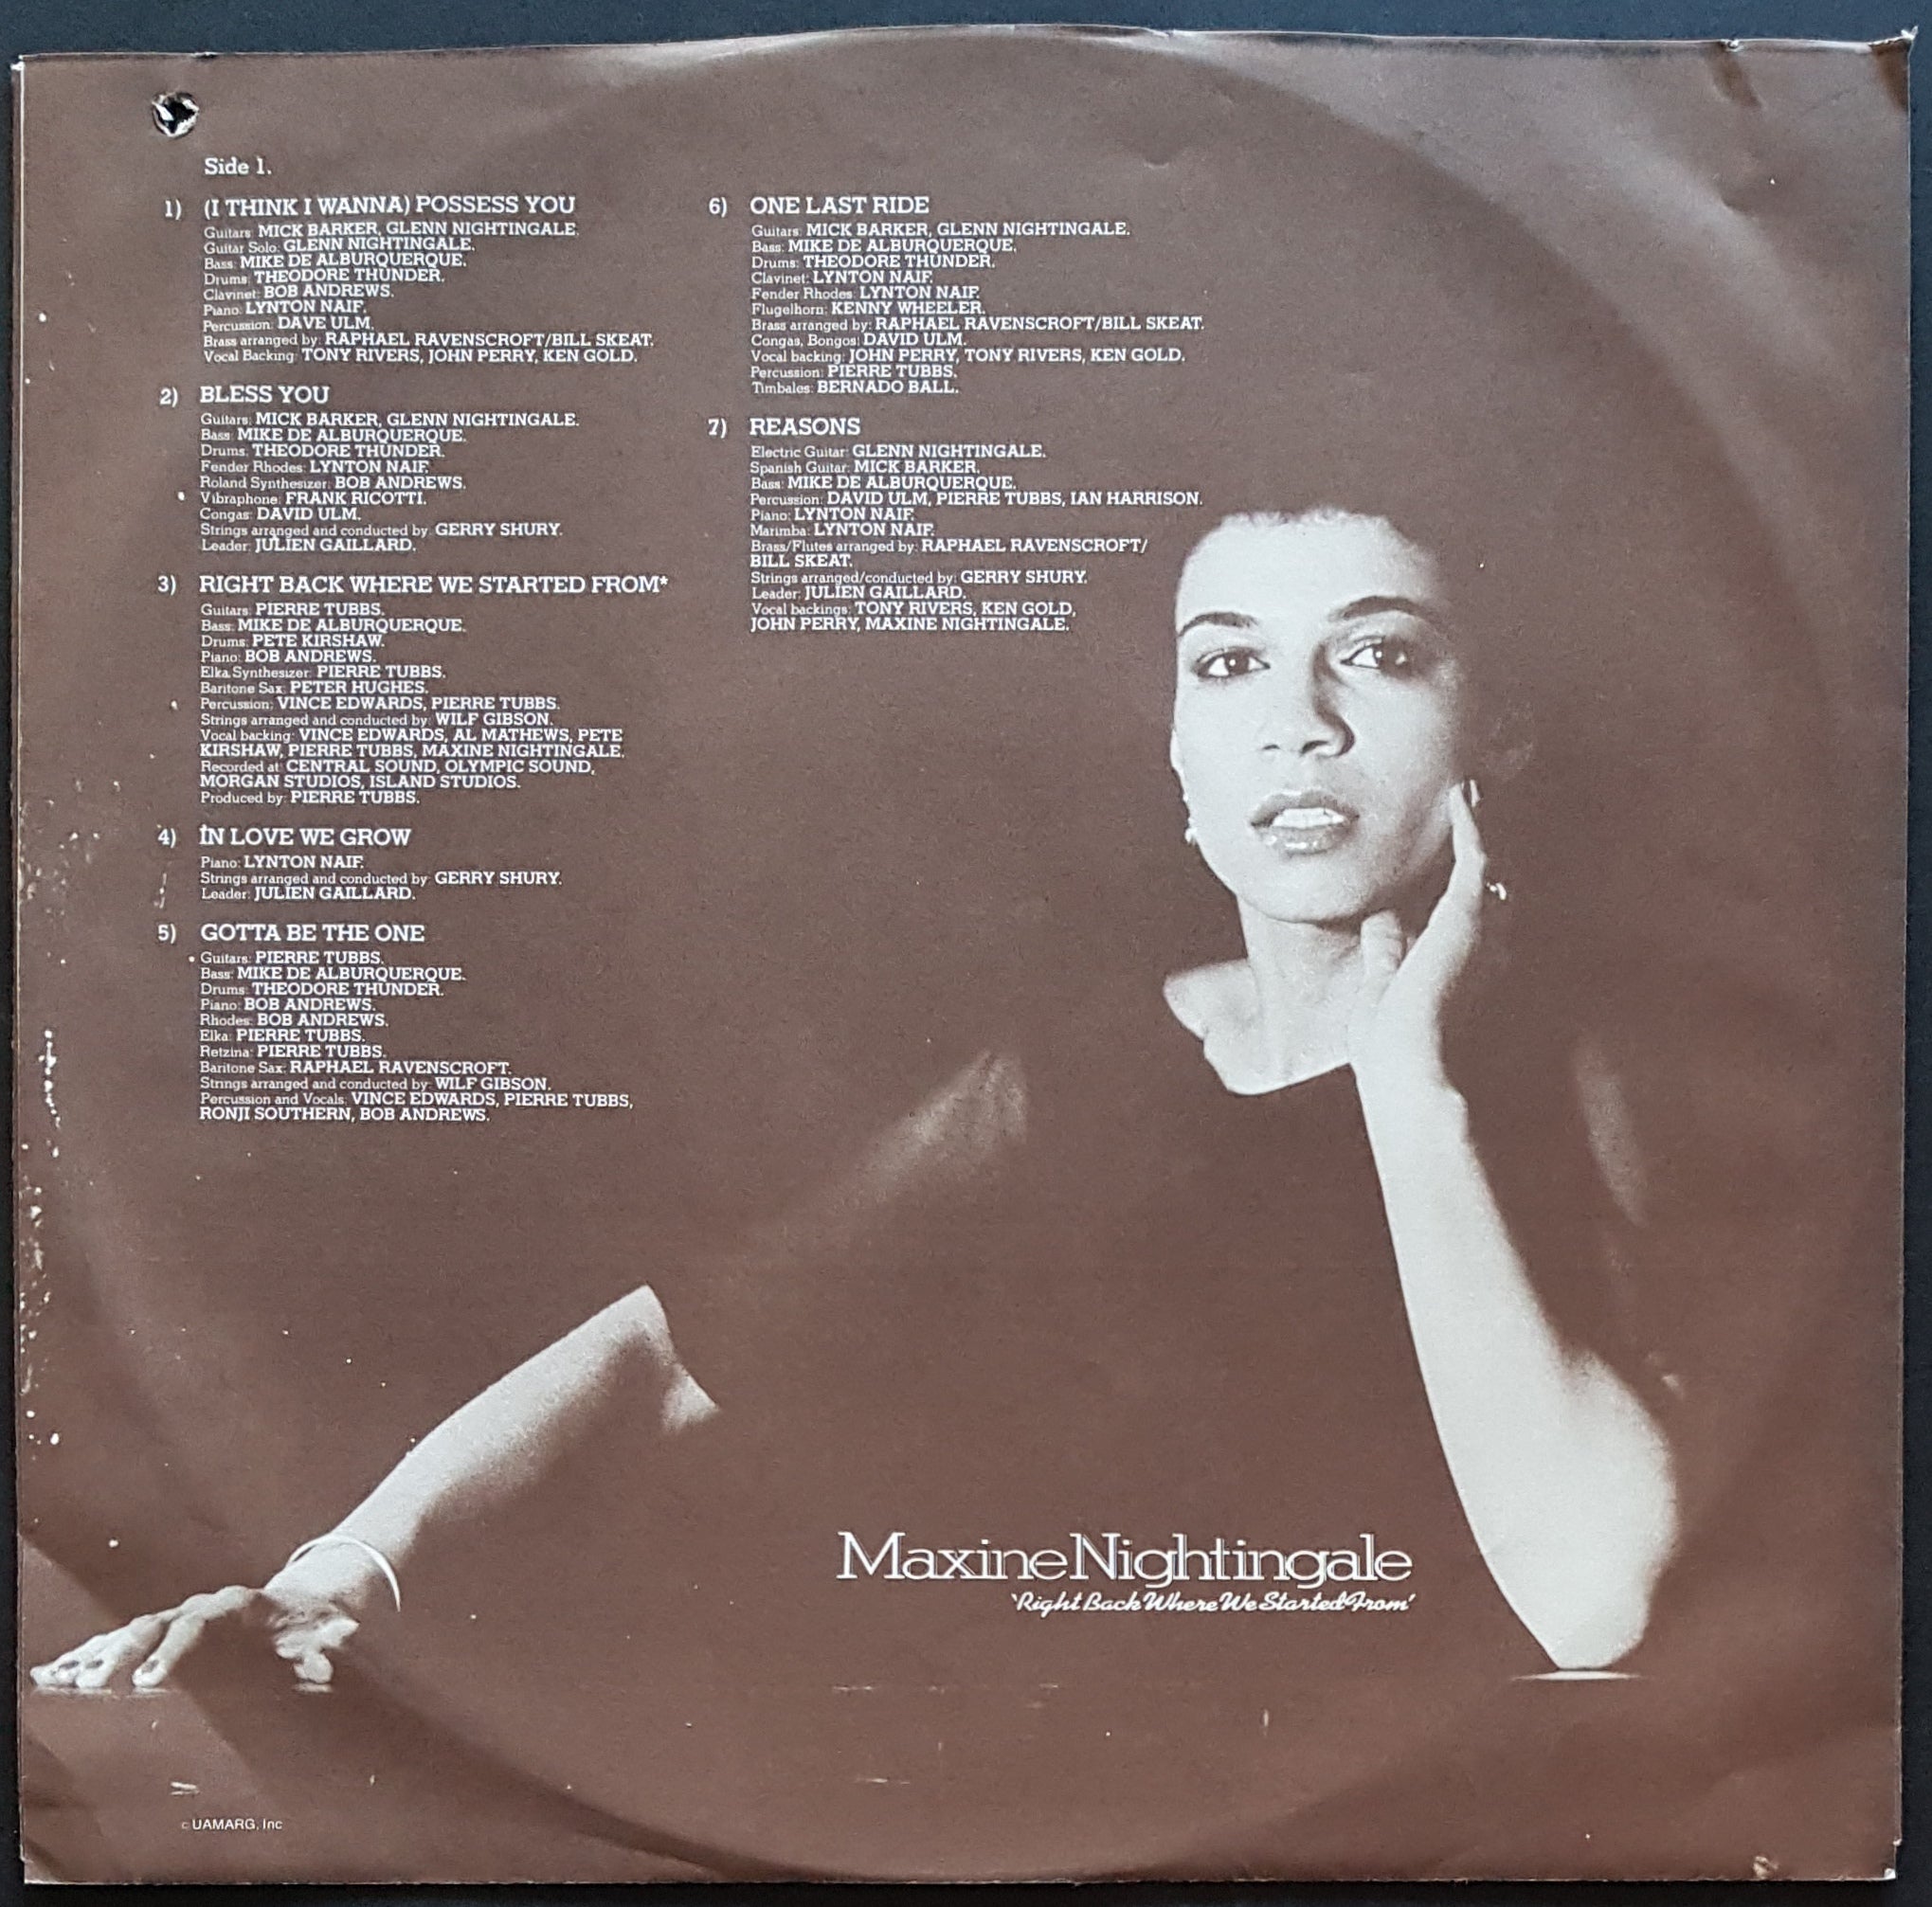 Side 1.
1) (I THINK I WANNA) POSSESS YOU
Guitars: MICK BARKER, GLENN NIGHTINGALE.
Guitar Solo: GLENN NIGHTINGALE.
Bass: MIKE DE ALBURQUERQUE.
Drums: THEODORE THUNDER.
Clavinet: BOB ANDREWS.
Piano: LYNTON NAIF.
Percussion: DAVE ULM.
Brass arranged by: RAPHAEL RAVENSCROFT/BILL SKEAT.
Vocal Backing: TONY RIVERS, JOHN PERRY, KEN GOLD.
2) BLESS YOU
Guitars: MICK BARKER, GLENN NIGHTINGALE.
Bass: MIKE DE ALBURQUERQUE.
Drums: THEODORE THUNDER.
Fender Rhodes: LYNTON NAIF.
Roland Synthesizer: BOB ANDREWS.
Vibraphone: FRANK RICOTTI.
Congas: DAVID ULM.
Strings arranged and conducted by: GERRY SHURY.
Leader: JULIEN GAILLARD.
3) RIGHT BACK WHERE WE STARTED FROM*
Guitars: PIERRE TUBBS.
Bass: MIKE DE ALBURQUERQUE.
Drums: PETE KIRSHAW.
Piano: BOB ANDREWS.
Elka Synthesizer: PIERRE TUBBS.
Baritone Sax: PETER HUGHES.
Percussion: VINCE EDWARDS, PIERRE TUBBS.
Strings arranged and conducted by: WILF GIBSON.
Vocal backing: VINCE EDWARDS, AL MATHEWS, PETE
KIRSHAW, PIERRE TUBBS, MAXINE NIGHTINGALE.
Recorded at: CENTRAL SOUND, OLYMPIC SOUND,
MORGAN STUDIOS, ISLAND STUDIOS.
Produced by: PIERRE TUBBS.
4) IN LOVE WE GROW
Piano: LYNTON NAIF.
Strings arranged and conducted by: GERRY SHURY.
Leader: JULIEN GAILLARD.
5) GOTTA BE THE ONE
Guitars: PIERRE TUBBS.
Bass: MIKE DE ALBURQUERQUE.
Drums: THEODORE THUNDER.
Piano: BOB ANDREWS.
Rhodes: BOB ANDREWS.
Elka: PIERRE TUBBS.
Retzina: PIERRE TUBBS.
Baritone Sax: RAPHAEL RAVENSCROFT.
Strings arranged and conducted by: WILF GIBSON.
Percussion and Vocals: VINCE EDWARDS, PIERRE TUBBS,
RONJI SOUTHERN, BOB ANDREWS.
6) ONE LAST RIDE
Guitars: MICK BARKER, GLENN NIGHTINGALE.
Bass: MIKE DE ALBURQUERQUE.
Drums: THEODORE THUNDER.
Clavinet: LYNTON NAIF.
Fender Rhodes: LYNTON NAIF.
Flugelhorn: KENNY WHEELER.
Brass arranged by: RAPHAEL RAVENSCROFT/BILL SKEAT.
Congas, Bongos: DAVID ULM.
Vocal backing: JOHN PERRY, TONY RIVERS, KEN GOLD.
Percussion: PIERRE TUBBS.
Timbales: BERNADO BALL.
7) REASONS
Electric Guitar: GLENN NIGHTINGALE.
Spanish Guitar: MICK BARKER.
Bass: MIKE DE ALBURQUERQUE.
Percussion: DAVID ULM, PIERRE TUBBS, IAN HARRISON.
Piano: LYNTON NAIF.
Marimba: LYNTON NAIF.
Brass/Flutes arranged by: RAPHAEL RAVENSCROFT/
BILL SKEAT.
Strings arranged/conducted by: GERRY SHURY.
Leader: JULIEN GAILLARD.
Vocal backings: TONY RIVERS, KEN GOLD,
JOHN PERRY, MAXINE NIGHTINGALE.
Maxine Nightingale
'Right Back Where We Started From'
c UAMARG, Inc